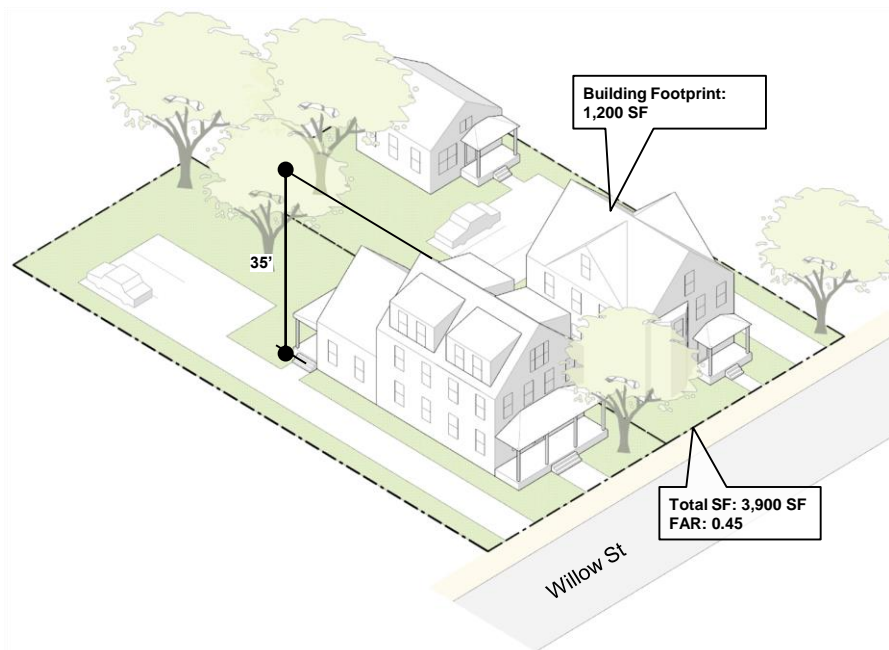 Building Footprint:
1,200 SF
35’
Total SF: 3,900 SF
FAR: 0.45
Willow St